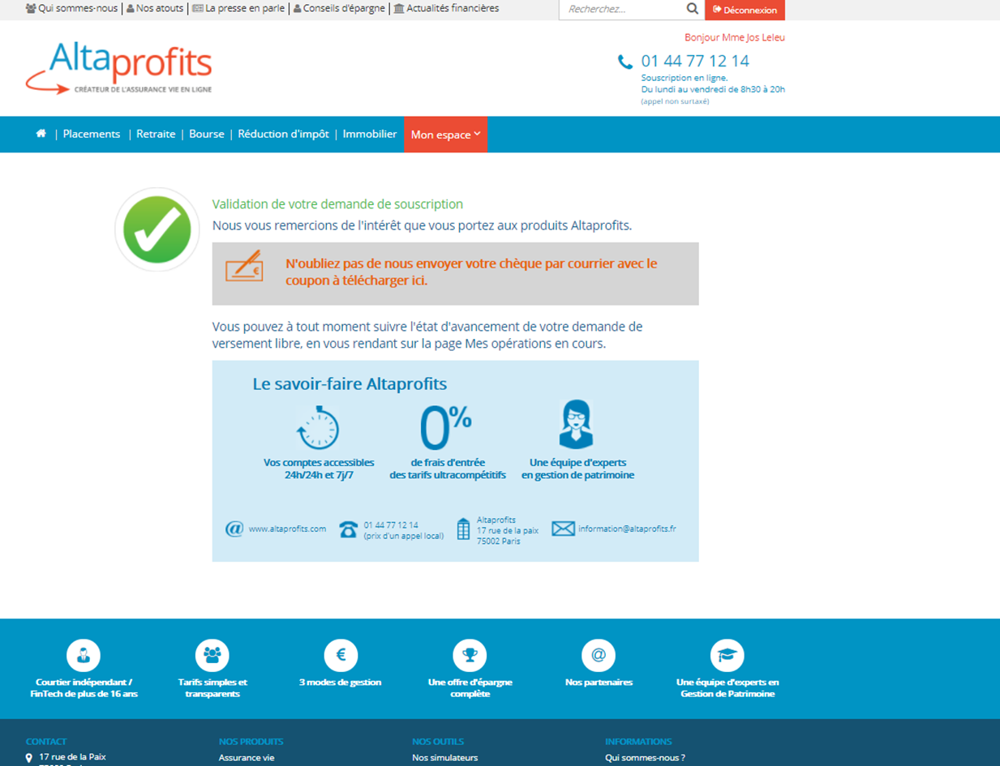 Qui sommes-nous | Nos atouts | La presse en parle | Conseils d'épargne | Actualités financières
Recherchez...
Déconnexion
Altaprofits
CRÉATEUR DE L'ASSURANCE VIE EN LIGNE
Bonjour Mme Jos Leleu
01 44 77 12 14
Souscription en ligne.
Du lundi au vendredi de 8h30 à 20h
(appel non surtaxé)
| Placements | Retraite | Bourse | Réduction d'impôt | Immobilier
Mon espace
Validation de votre demande de souscription
Nous vous remercions de l'intérêt que vous portez aux produits Altaprofits.
€
N'oubliez pas de nous envoyer votre chèque par courrier avec le
coupon à télécharger ici.
Vous pouvez à tout moment suivre l'état d'avancement de votre demande de
versement libre, en vous rendant sur la page Mes opérations en cours.
Le savoir-faire Altaprofits
0%
Vos comptes accessibles
24h/24h et 7j/7
de frais d'entrée
des tarifs ultracompétitifs
Une équipe d'experts
en gestion de patrimoine
@ www.altaprofits.com
01 44 77 12 14
(prix d'un appel local)
Altaprofits
17 rue de la paix
75002 Paris
information@altaprofits.fr
€
@
Courtier indépendant /
FinTech de plus de 16 ans
Tarifs simples et
transparents
3 modes de gestion
Une offre d'épargne
complète
Nos partenaires
Une équipe d'experts en
Gestion de Patrimoine
CONTACT
17 rue de la Paix
NOS PRODUITS
Assurance vie
NOS OUTILS
Nos simulateurs
INFORMATIONS
Qui sommes-nous ?